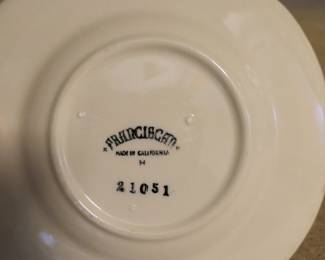 FRANCISCAN
MADE IN CALIFORNIA
H
21051